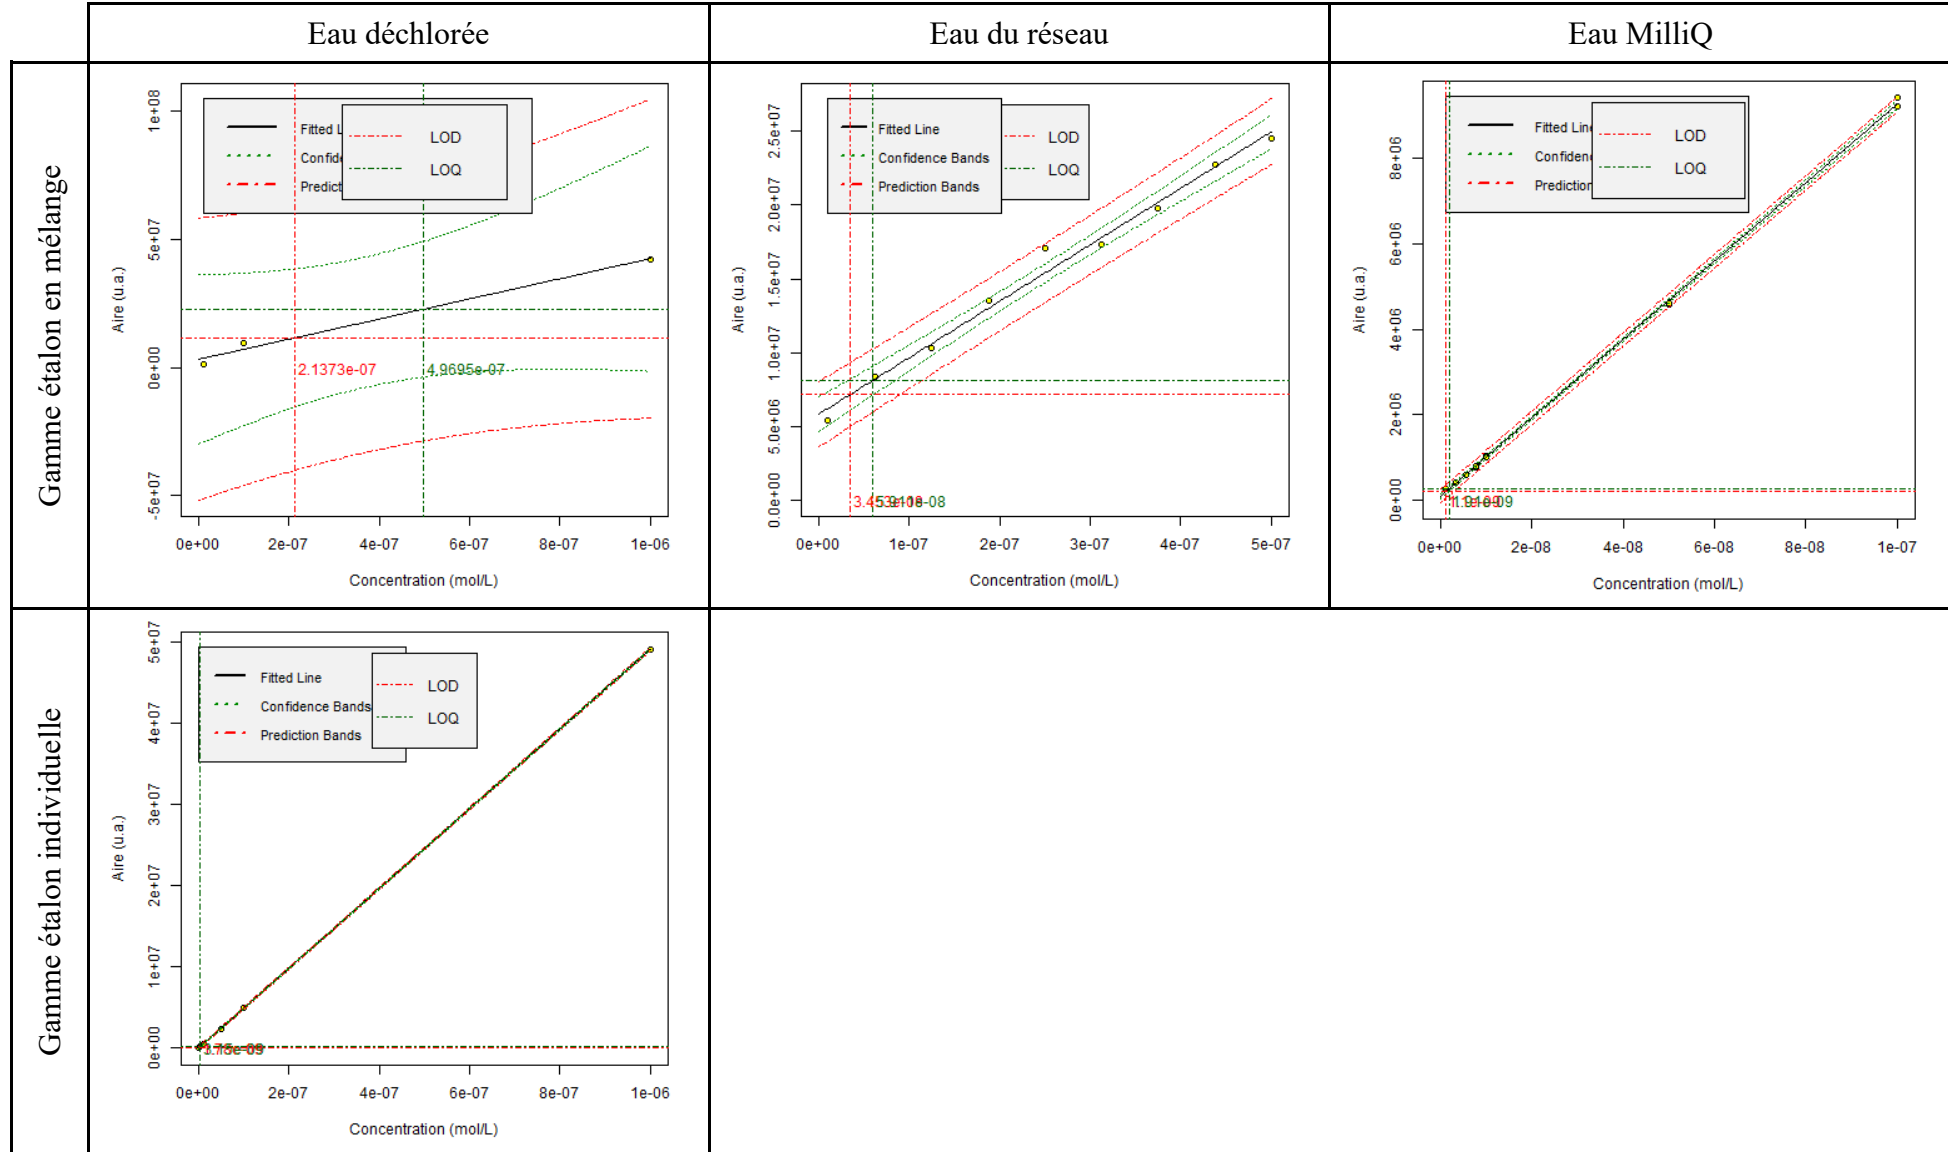 Eau déchlorée
Eau du réseau
Eau MilliQ
Gamme étalon en mélange
Aire (u.a.)
1e+08
5e+07
0e+00
-5e+07
Fitted L
Confide
Predict
LOD
LOQ
2.1373e-07
4.9695e-07
0e+00 2e-07 4e-07 6e-07 8e-07 1e-06
Concentration (mol/L)
Aire (u.a.)
2.5e+07
2.0e+07
1.5e+07
1.0e+07
5.0e+06
0.0e+00
Fitted Line
Confidence Bands
Prediction Bands
LOD
LOQ
0e+00 1e-07 2e-07 3e-07 4e-07 5e-07
Concentration (mol/L)
Aire (u.a.)
8e+06
6e+06
4e+06
2e+06
0e+00
Fitted Line
Confiden
Prediction
LOD
LOQ
0e+00 2e-08 4e-08 6e-08 8e-08 1e-07
Concentration (mol/L)
Gamme étalon individuelle
Aire (u.a.)
5e+07
4e+07
3e+07
2e+07
1e+07
0e+00
Fitted Line
Confidence Bands
Prediction Bands
LOD
LOQ
0e+00 2e-07 4e-07 6e-07 8e-07 1e-06
Concentration (mol/L)